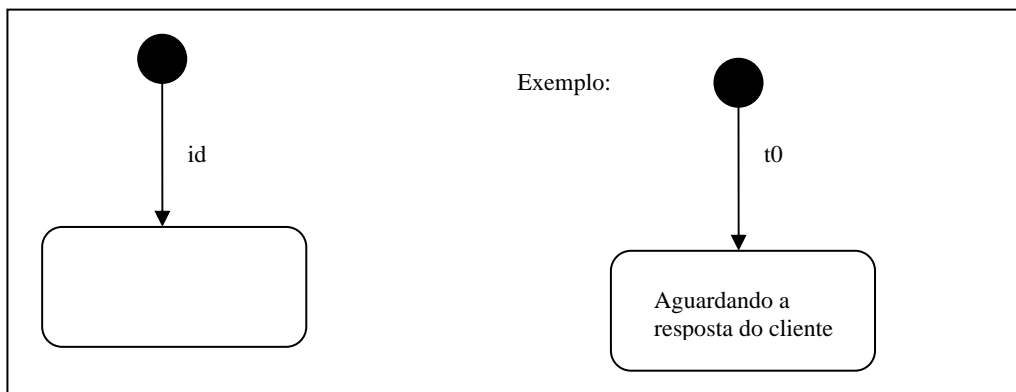 id
Exemplo:
t0
Aguardando a
resposta do cliente